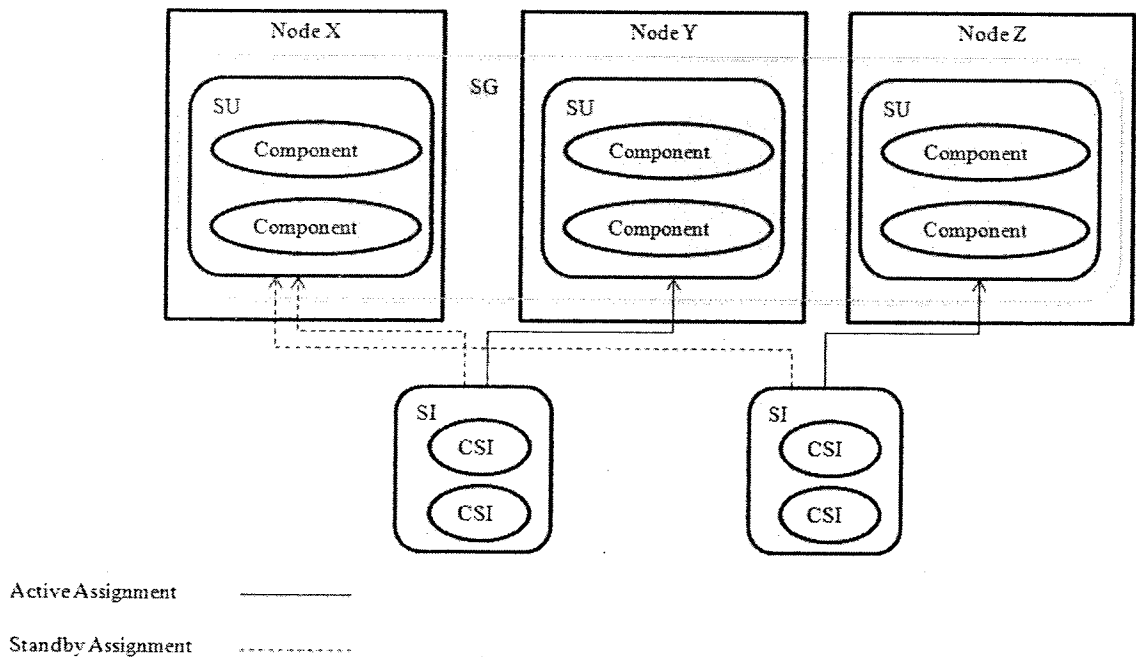 Node X
Node Y
Node Z
SG
SU
SU
SU
Component
Component
Component
Component
Component
Component
SI
SI
CSI
CSI
CSI
CSI
Active Assignment
Standby Assignment